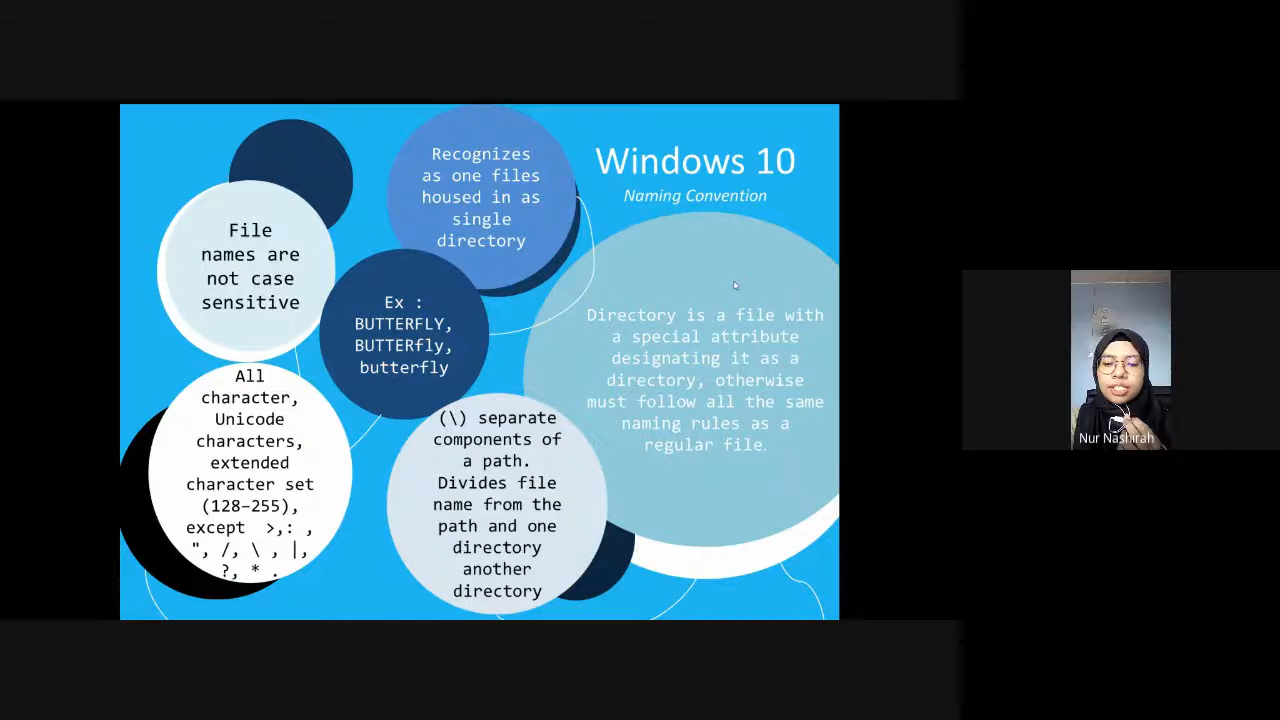 Windows 10
Naming Convention
File
names are
not case
sensitive
Recognizes
as one files
housed in as
single
directory
Ex :
BUTTERFLY,
BUTTERfly,
butterfly
All
character,
Unicode
characters,
extended
character set
(128–255),
except >,: ,
", /, \ , |,
?, * .
(\) separate
components of
a path.
Divides file
name from the
path and one
directory
another
directory
Directory is a file with
a special attribute
designating it as a
directory, otherwise
must follow all the same
naming rules as a
regular file.
Nur Nashirah